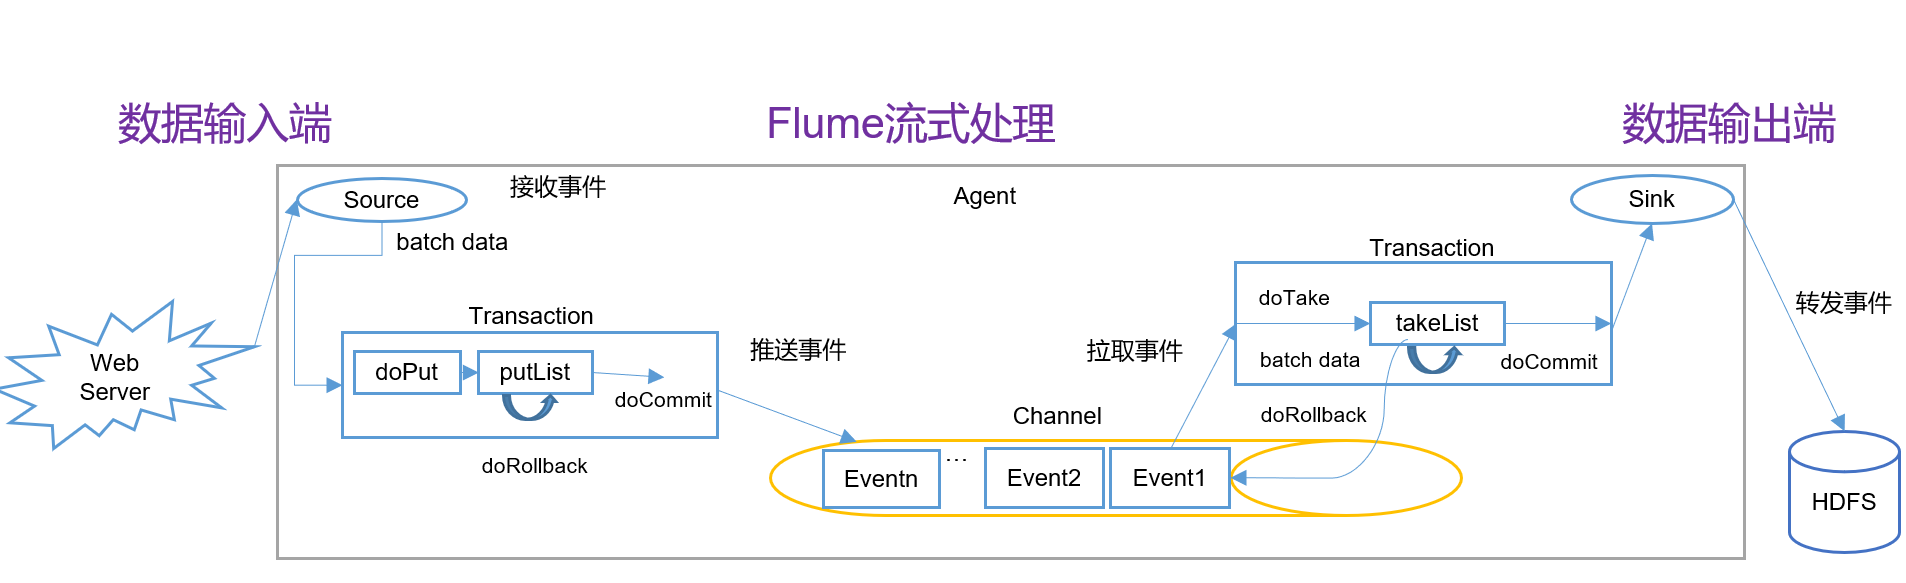 数据输入端
Flume流式处理
数据输出端
Source
接收事件
Agent
Sink
batch data
Transaction
doTake
takeList
batch data
doCommit
转发事件
Web
Server
Transaction
doPut
putList
doCommit
doRollback
推送事件
拉取事件
Channel
doRollback
Eventn
...
Event2
Event1
HDFS